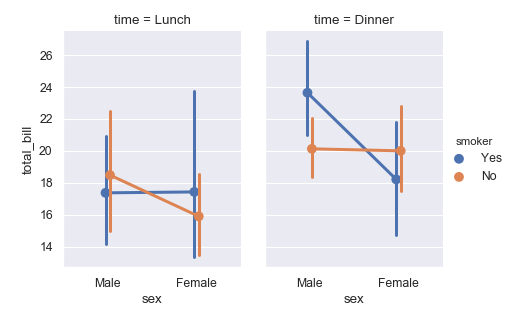 time = Lunch
time = Dinner
total_bill
26
24
22
20
18
16
14
Male
Female
Male
Female
sex
sex
smoker
Yes
No